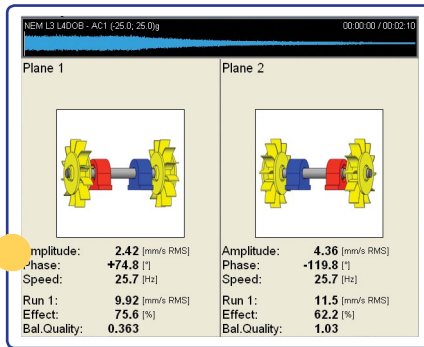 NEM L3 L4DOB - AC1 (-25.0; 25.0)g 00:00:00 / 00:02:10
Plane 1
Amplitude: 2.42 [mm/s RMS]
Phase: +74.8 [°]
Speed: 25.7 [Hz]
Run 1: 9.92 [mm/s RMS]
Effect: 75.6 [%]
Bal.Quality: 0.363
Plane 2
Amplitude: 4.36 [mm/s RMS]
Phase: -119.8 [°]
Speed: 25.7 [Hz]
Run 1: 11.5 [mm/s RMS]
Effect: 62.2 [%]
Bal.Quality: 1.03